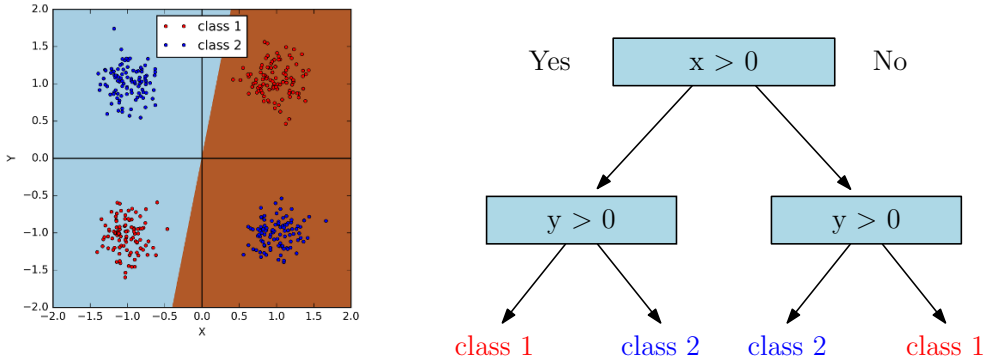 class 1
class 2
2.0
1.5
1.0
0.5
0.0
−0.5
−1.0
−1.5
−2.0
Y
−2.0 −1.5 −1.0 −0.5 0.0 0.5 1.0 1.5 2.0
X
Yes x > 0 No
y > 0 y > 0
class 1 class 2 class 2 class 1